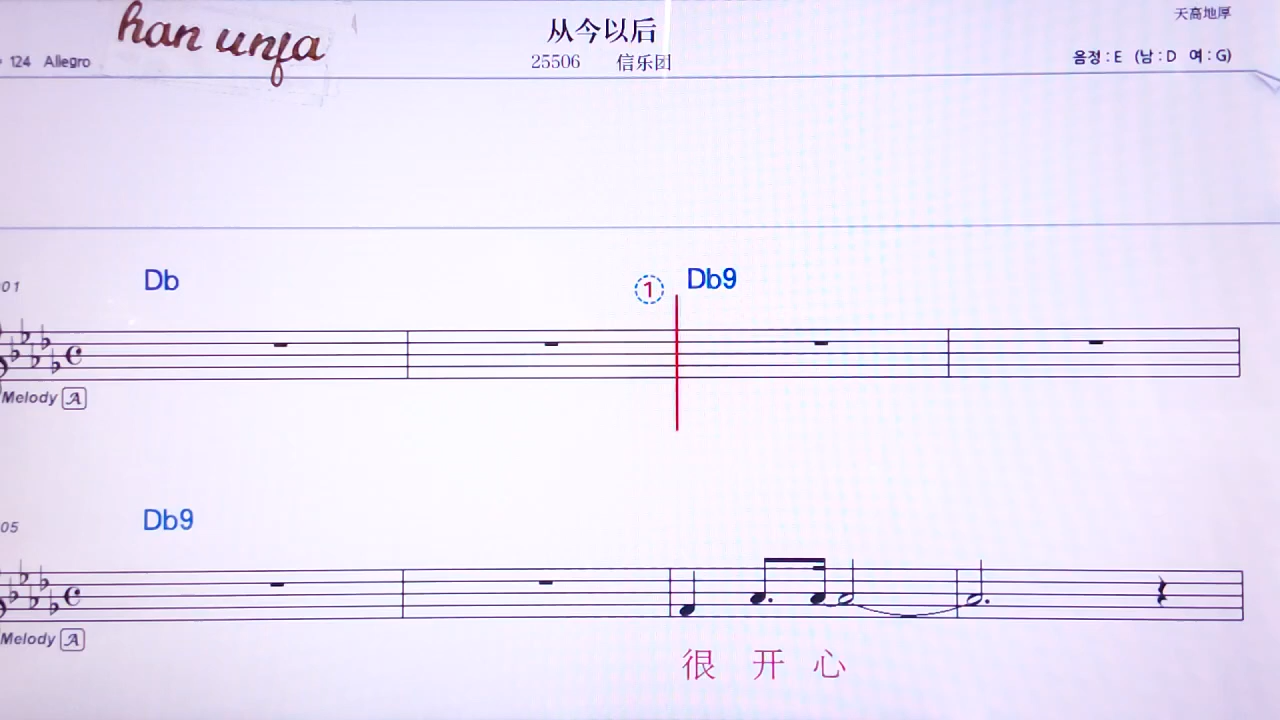 han unfa
从今以后
天高地厚
124 Allegro
25506 信乐团
음정 : E (남 : D 여 : G)
01
Db
1
Db9
Melody A
05
Db9
Melody A
很 开 心